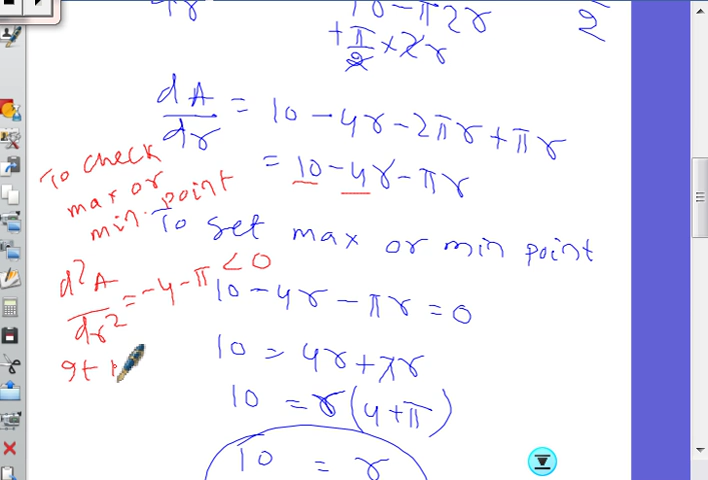 10 - π2r
+ π/2 × 2r
2
dA/dr = 10 - 4r - 2πr + πr
= 10 - 4r - πr
To check
max or
min. point
To get max or min point
d²A/dr² = -4 - π < 0
10 - 4r - πr = 0
10 = 4r + πr
10 = r(4+π)
10 = r